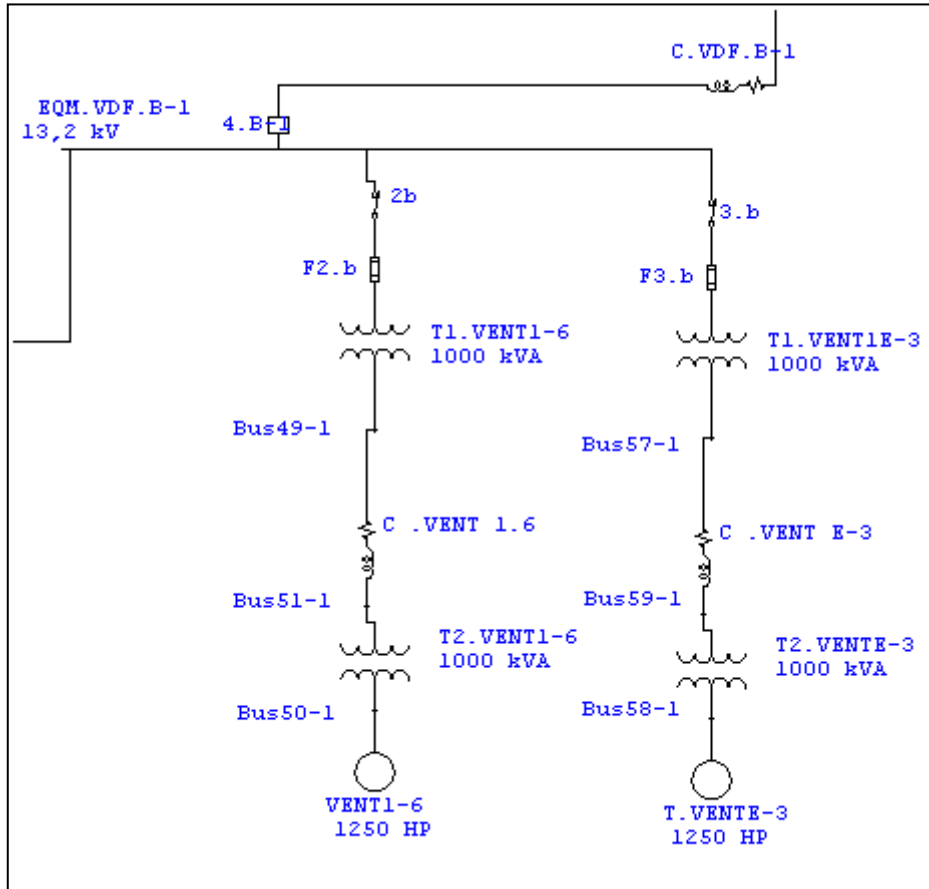 C.VDF.B-1
EQM.VDF.B-1
13,2 kV
4.B-1
2b
3.b
F2.b
F3.b
T1.VENT1-6
1000 kVA
T1.VENT1E-3
1000 kVA
Bus49-1
Bus57-1
C .VENT 1.6
C .VENT E-3
Bus51-1
Bus59-1
T2.VENT1-6
1000 kVA
T2.VENTE-3
1000 kVA
Bus50-1
Bus58-1
VENT1-6
1250 HP
T.VENTE-3
1250 HP